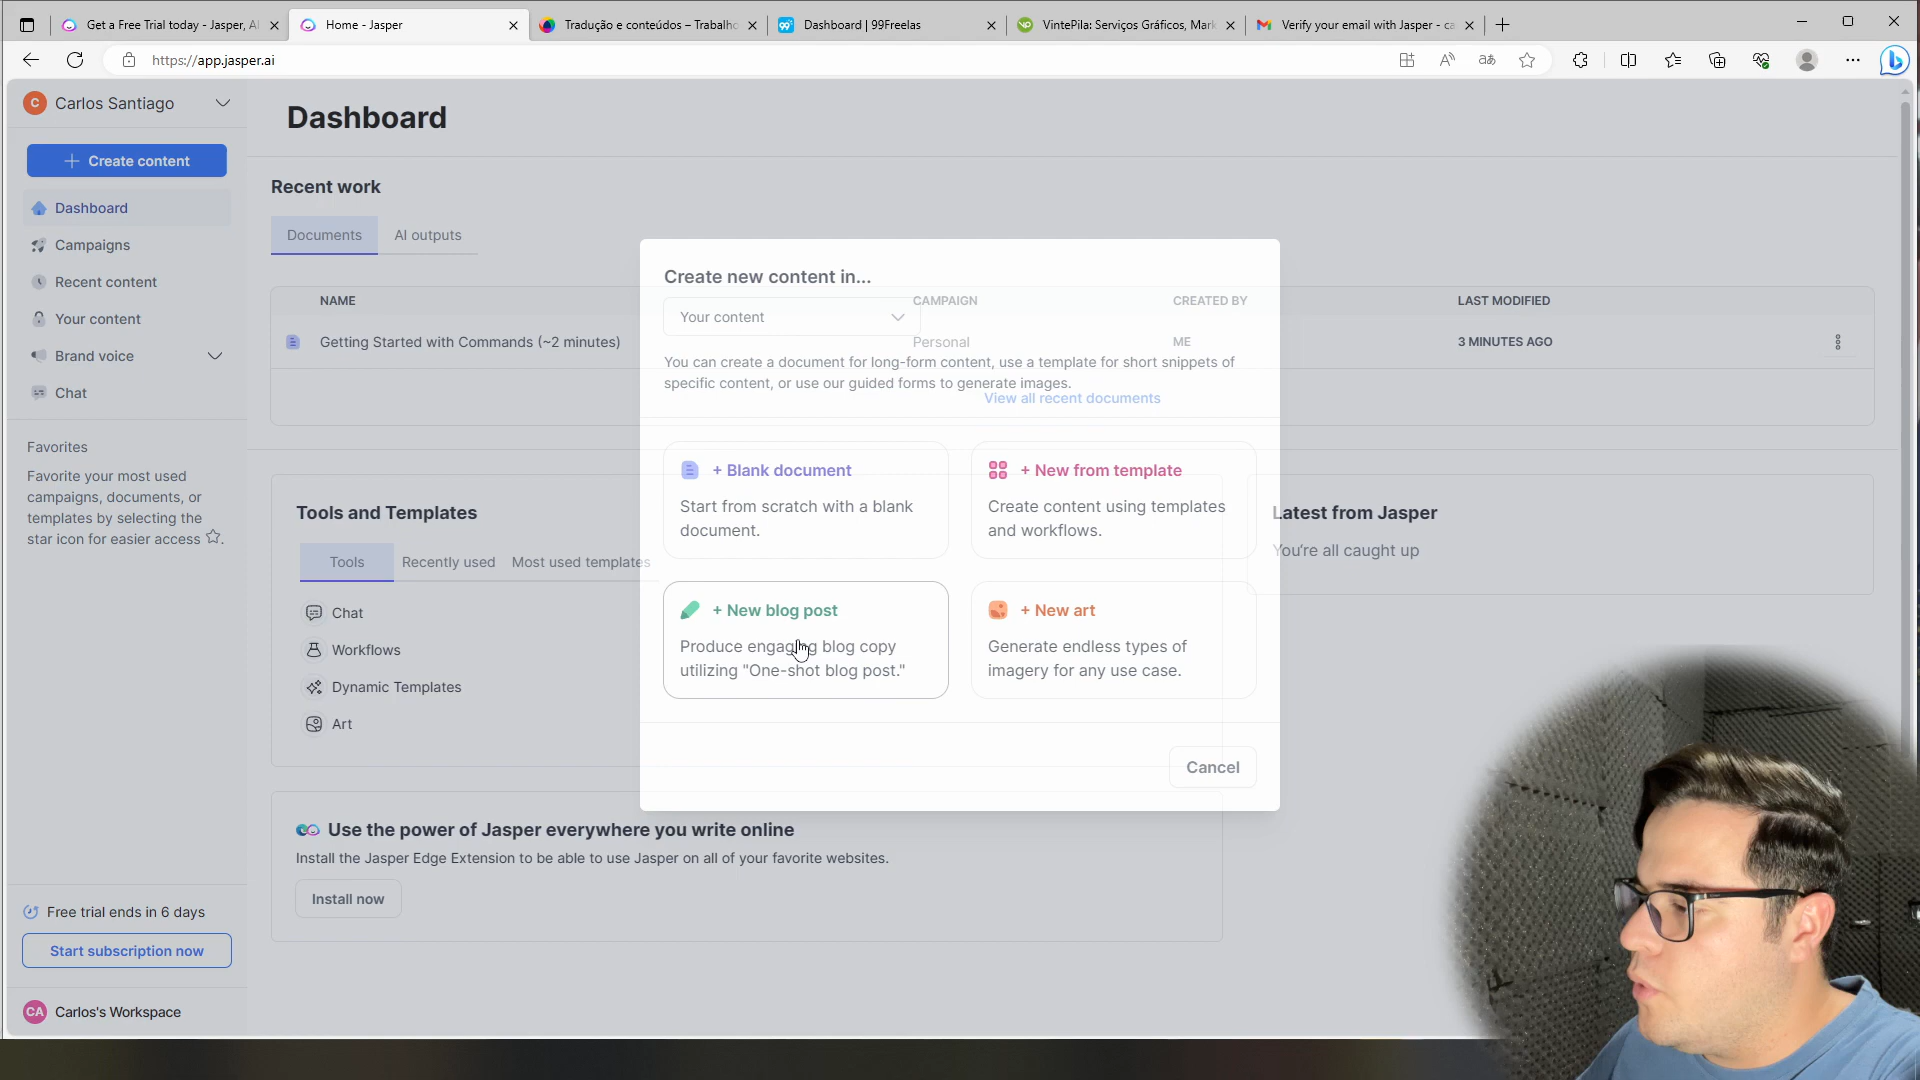 Get a Free Trial today - Jasper, A
Home - Jasper
Tradução e conteúdos – Trabalho
Dashboard | 99Freelas
VintePila: Serviços Gráficos, Mark
Verify your email with Jasper - ca
https://app.jasper.ai
C Carlos Santiago
Create content
Dashboard
Campaigns
Recent content
Your content
Brand voice
Chat
Favorites
Favorite your most used
campaigns, documents, or
templates by selecting the
star icon for easier access .
Free trial ends in 6 days
Start subscription now
CA Carlos's Workspace
Dashboard
Recent work
Documents
AI outputs
NAME
CAMPAIGN
CREATED BY
LAST MODIFIED
Getting Started with Commands (~2 minutes)
Personal
ME
3 MINUTES AGO
View all recent documents
Create new content in...
Your content
You can create a document for long-form content, use a template for short snippets of
specific content, or use our guided forms to generate images.
+ Blank document
Start from scratch with a blank
document.
+ New from template
Create content using templates
and workflows.
+ New blog post
Produce engaging blog copy
utilizing "One-shot blog post."
+ New art
Generate endless types of
imagery for any use case.
Cancel
Tools and Templates
Tools
Recently used
Most used templates
Chat
Workflows
Dynamic Templates
Art
Latest from Jasper
You're all caught up
Use the power of Jasper everywhere you write online
Install the Jasper Edge Extension to be able to use Jasper on all of your favorite websites.
Install now